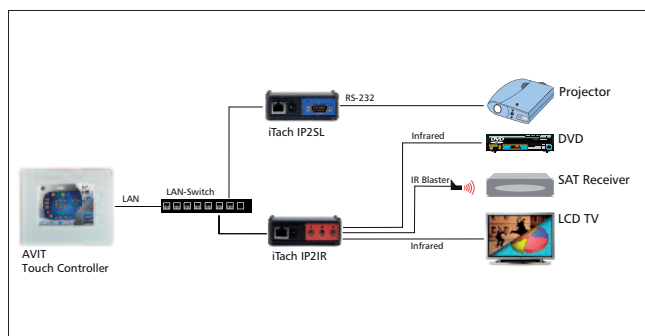 RS-232
Projector
iTach IP2SL
Infrared
DVD
DVD
LAN-Switch
IR Blaster
SAT Receiver
LAN
LCD TV
AVIT
Touch Controller
iTach IP2IR
Infrared